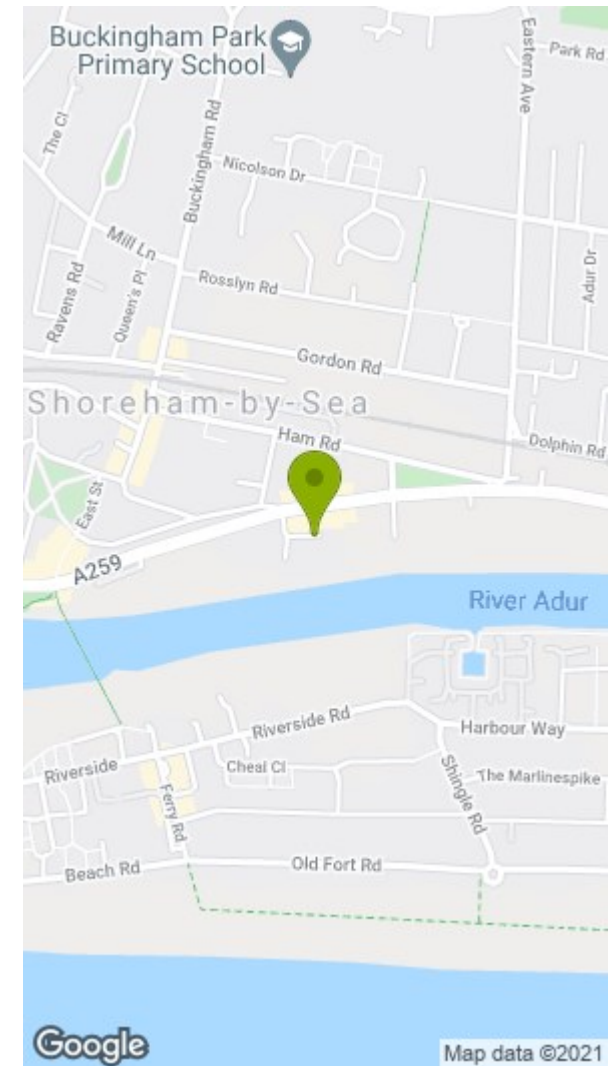 Buckingham Park
Primary School
Eastern Ave
Park Rd
The Cl
Buckingham Rd
Nicolson Dr
Mill Ln
Ravens Rd
Queen's Pl
Rosslyn Rd
Adur Dr
Gordon Rd
Shoreham-by-Sea
Ham Rd
Dolphin Rd
East St
A259
River Adur
Riverside Rd
Harbour Way
Riverside
Cheal Cl
Shingle Rd
The Marlinespike
Ferry Rd
Beach Rd
Old Fort Rd
Google
Map data ©2021